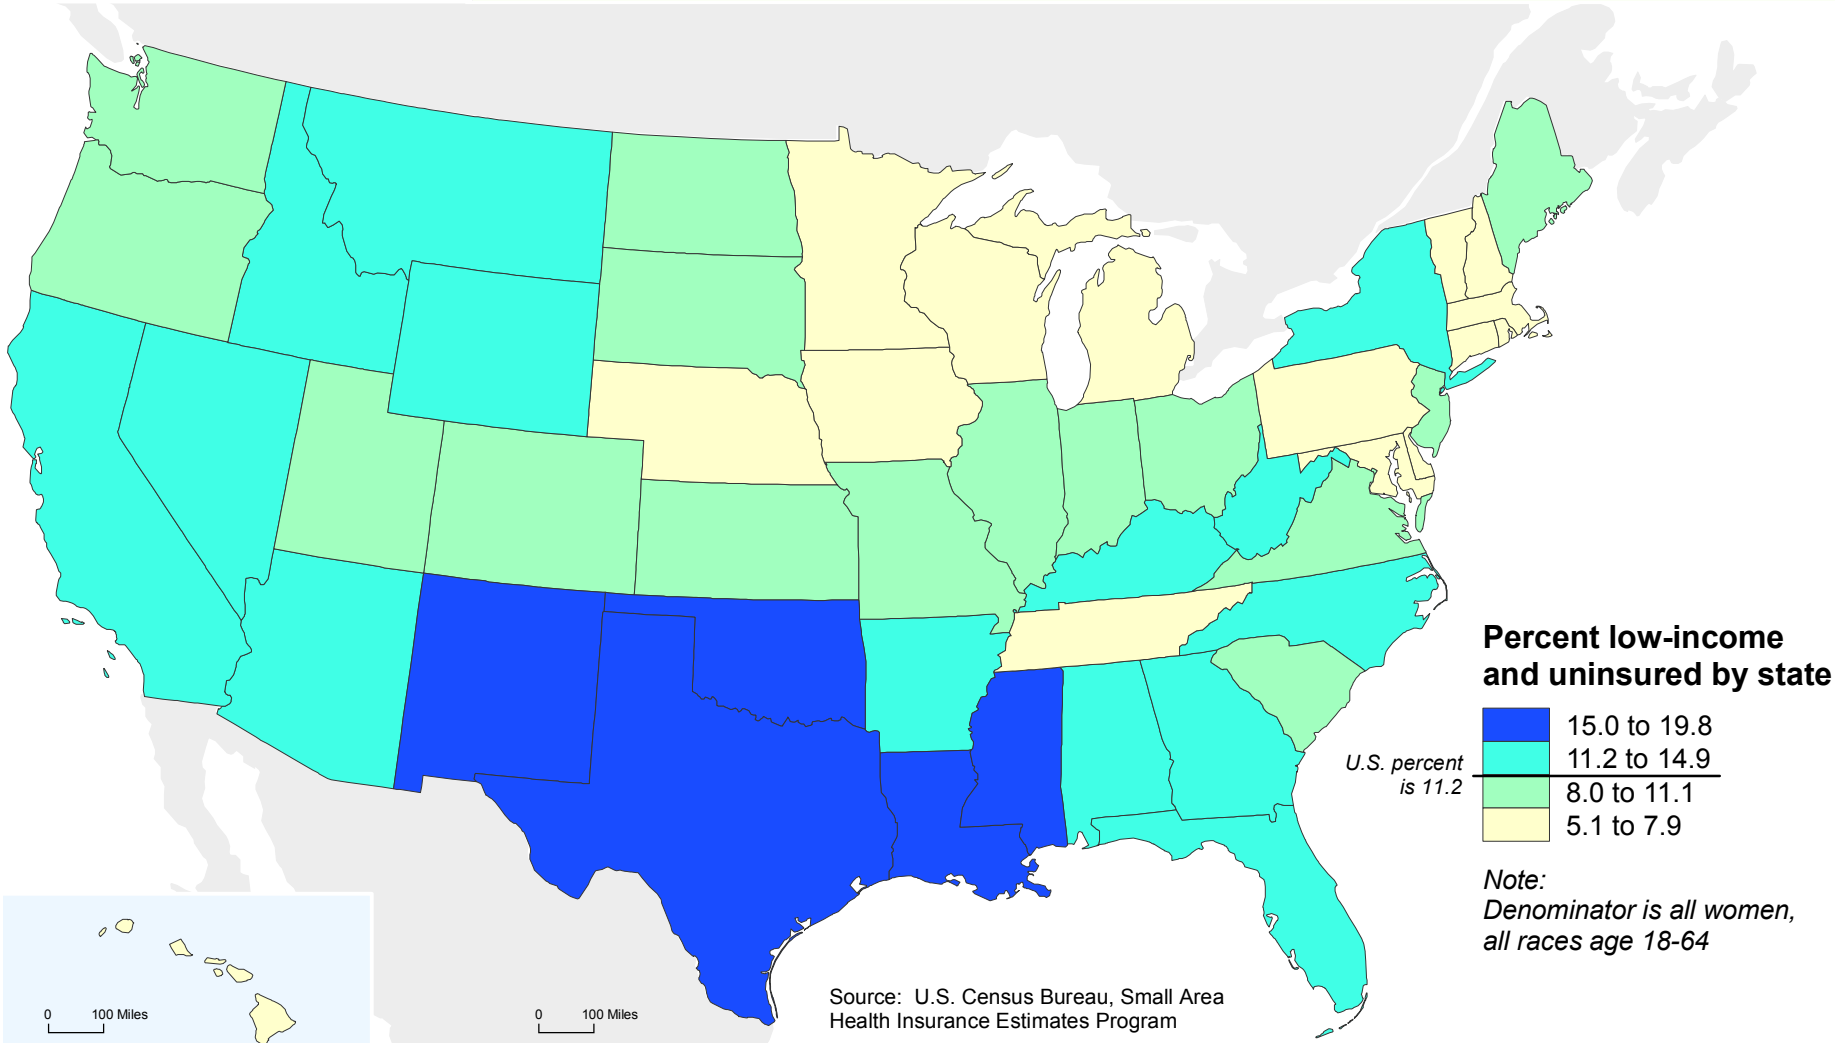 Percent low-income
and uninsured by state
15.0 to 19.8
11.2 to 14.9
U.S. percent
is 11.2
8.0 to 11.1
5.1 to 7.9
Note:
Denominator is all women,
all races age 18-64
Source:  U.S. Census Bureau, Small Area
Health Insurance Estimates Program
0 100 Miles
0 100 Miles